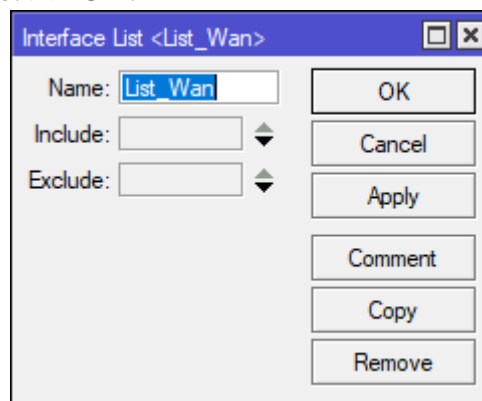 Interface List <List_Wan>
Name: List_Wan
Include:
Exclude:
OK
Cancel
Apply
Comment
Copy
Remove